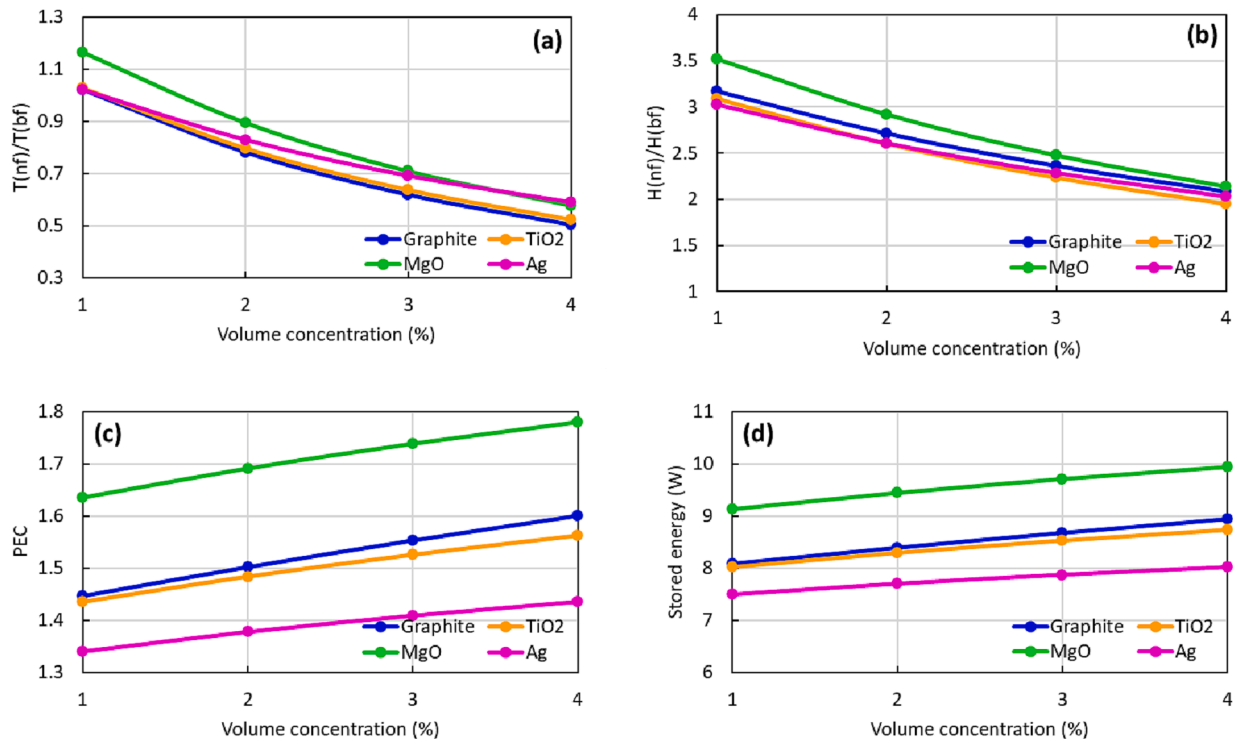 (a)
T(nf)/T(bf)
1.3
1.1
0.9
0.7
0.5
0.3
Graphite TiO2
MgO Ag
1 2 3 4
Volume concentration (%)
(b)
H(nf)/H(bf)
4
3.5
3
2.5
2
1.5
1
Graphite TiO2
MgO Ag
1 2 3 4
Volume concentration (%)
(c)
PEC
1.8
1.7
1.6
1.5
1.4
1.3
Graphite TiO2
MgO Ag
1 2 3 4
Volume concentration (%)
(d)
Stored energy (W)
11
10
9
8
7
6
Graphite TiO2
MgO Ag
1 2 3 4
Volume concentration (%)